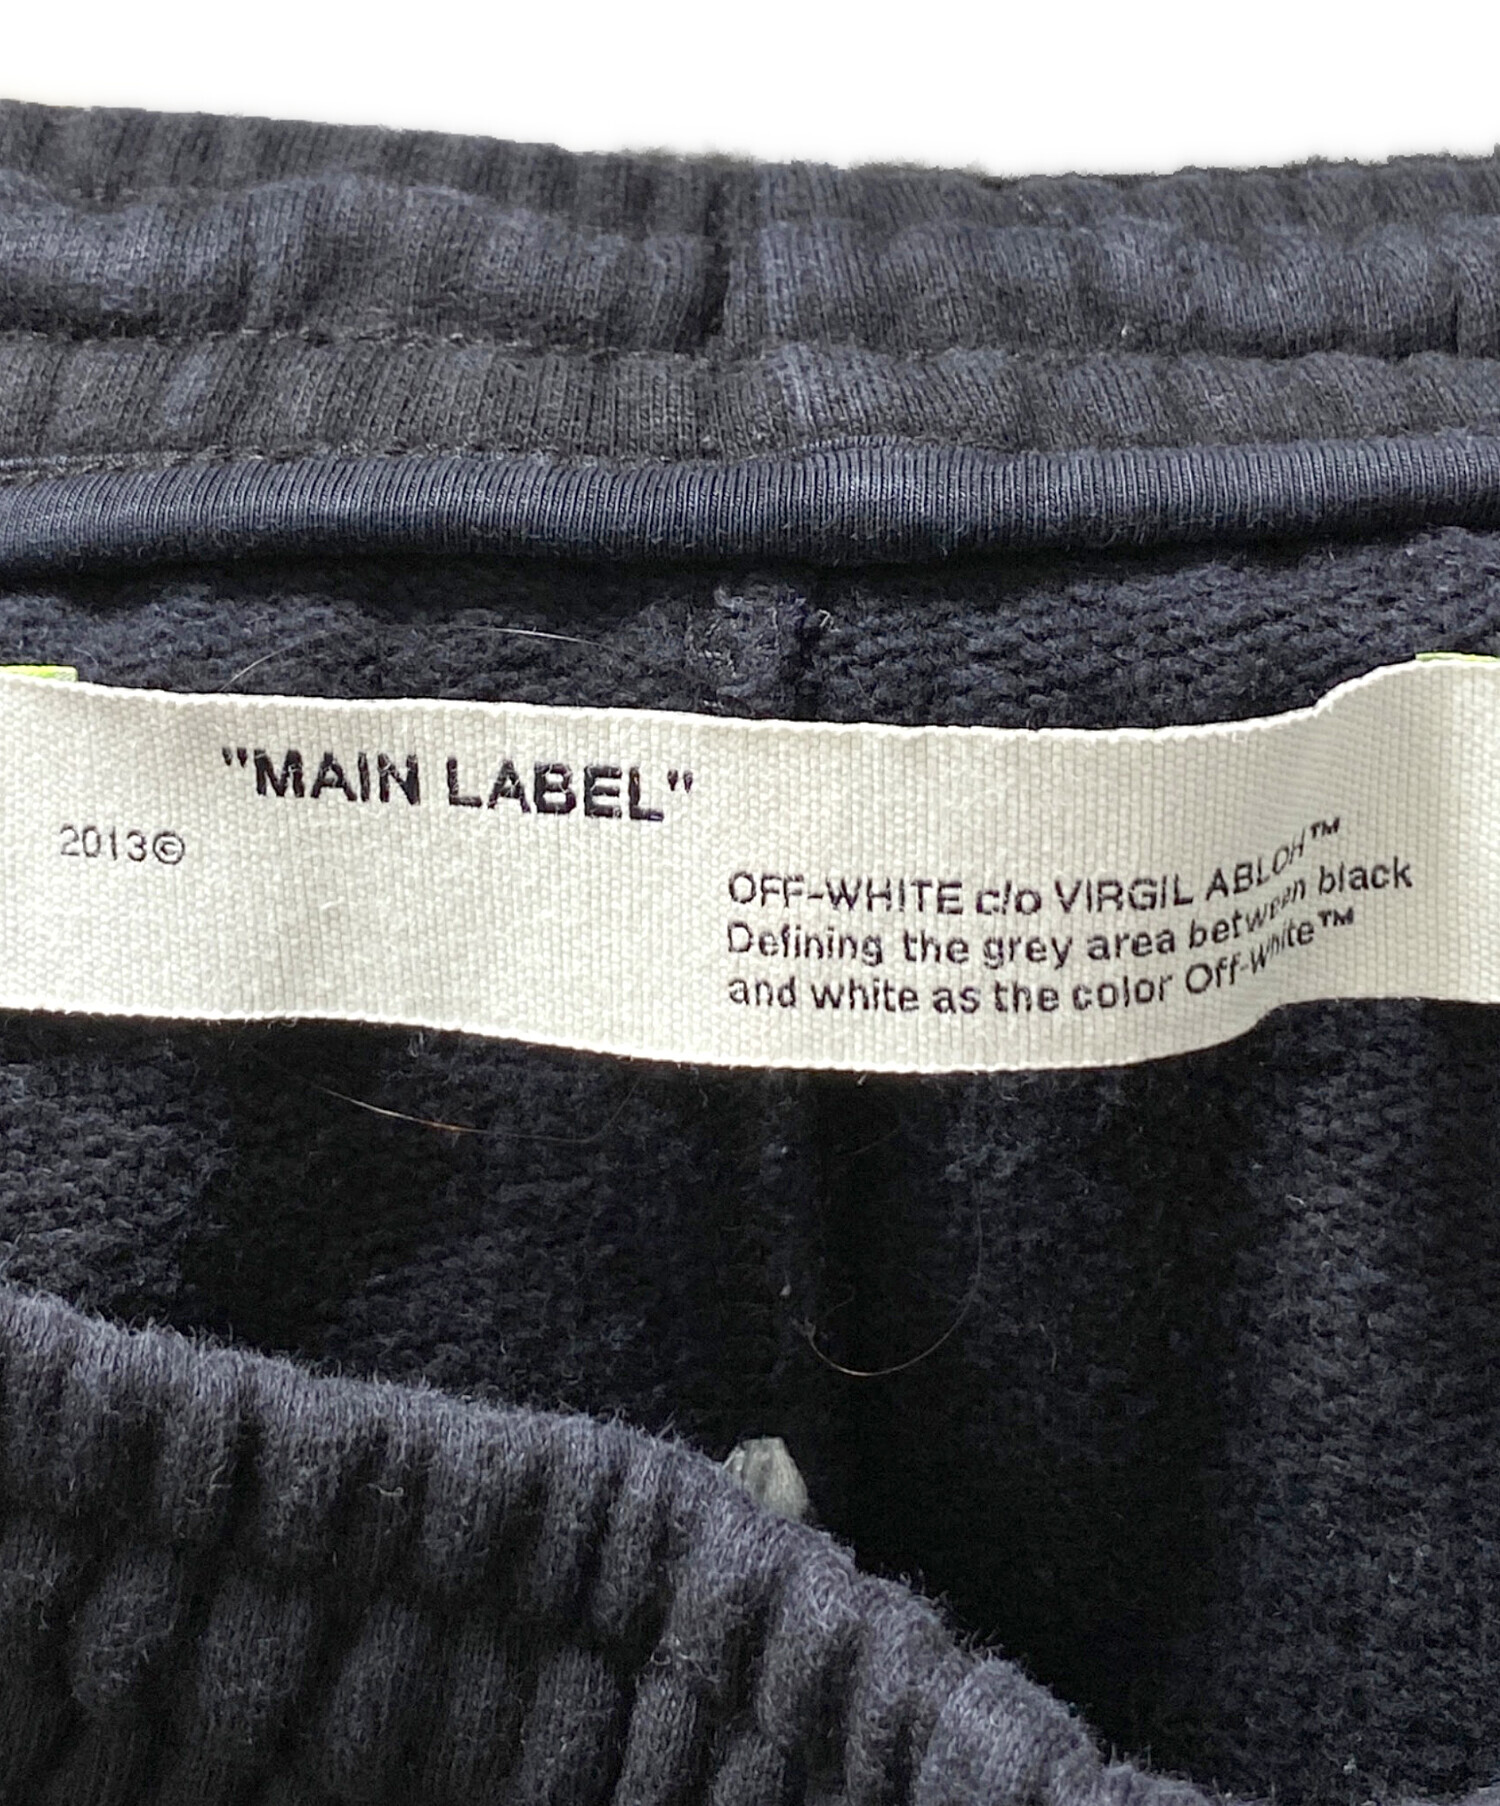 "MAIN LABEL"
2013©
OFF-WHITE c/o VIRGIL ABLOH™
Defining the grey area between black
and white as the color Off-White™